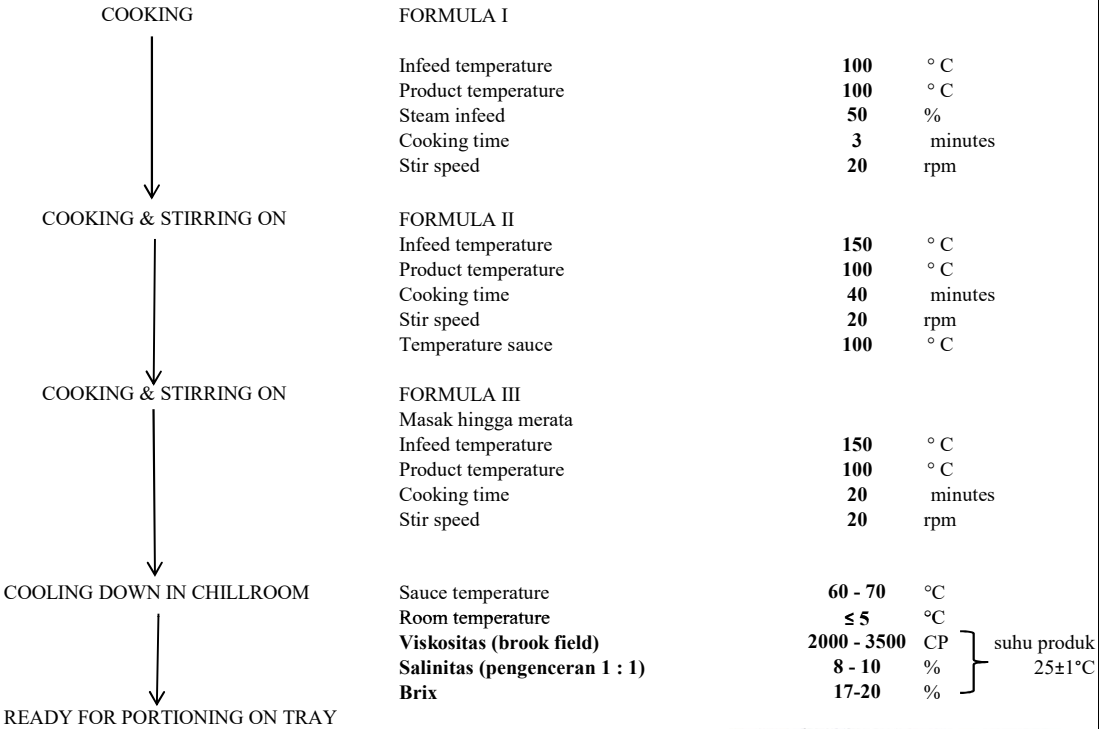 COOKING FORMULA I
Infeed temperature 100 ° C
Product temperature 100 ° C
Steam infeed 50 %
Cooking time 3 minutes
Stir speed 20 rpm
COOKING & STIRRING ON FORMULA II
Infeed temperature 150 ° C
Product temperature 100 ° C
Cooking time 40 minutes
Stir speed 20 rpm
Temperature sauce 100 ° C
COOKING & STIRRING ON FORMULA III
Masak hingga merata
Infeed temperature 150 ° C
Product temperature 100 ° C
Cooking time 20 minutes
Stir speed 20 rpm
COOLING DOWN IN CHILLROOM Sauce temperature 60 - 70 °C
Room temperature ≤ 5 °C
Viskositas (brook field) 2000 - 3500 CP suhu produk
Salinitas (pengenceran 1 : 1) 8 - 10 % 25±1°C
Brix 17-20 %
READY FOR PORTIONING ON TRAY